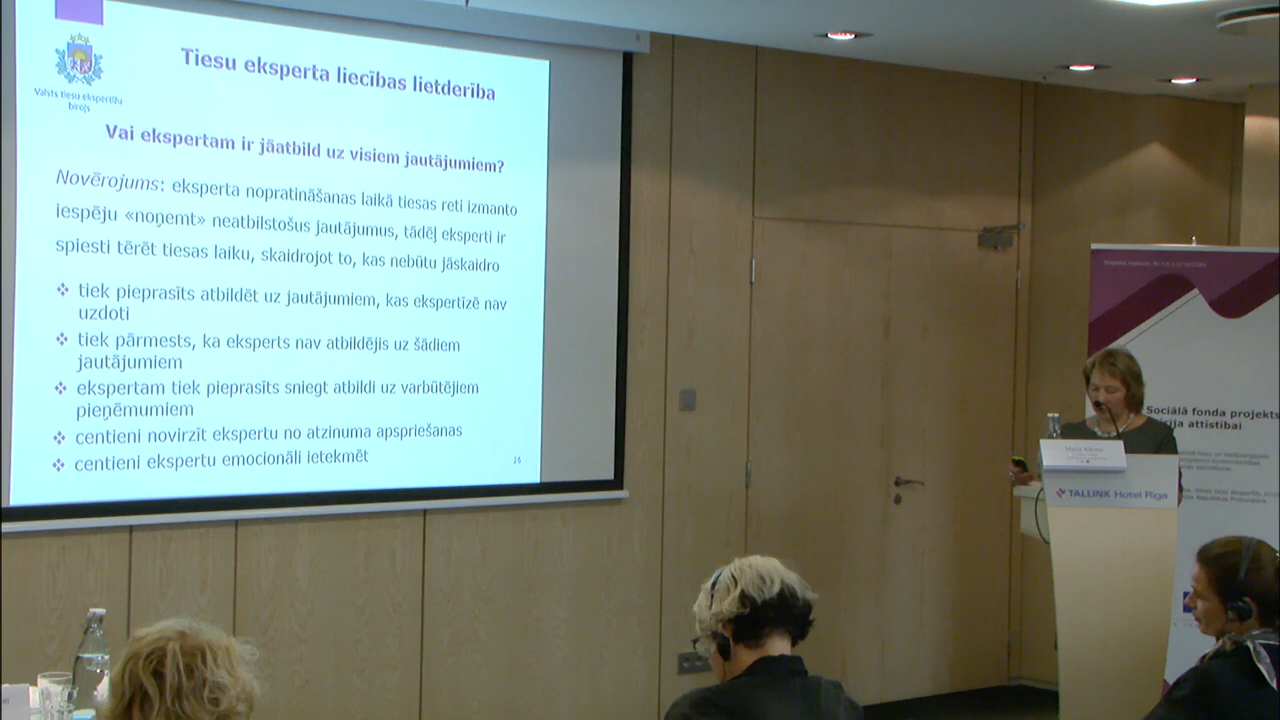 Valsts tiesu ekspertīžu
birojs
Tiesu eksperta liecības lietderība
Vai ekspertam ir jāatbild uz visiem jautājumiem?
Novērojums: eksperta nopratināšanas laikā tiesas reti izmanto
iespēju «noņemt» neatbilstošus jautājumus, tādēļ eksperti ir
spiesti tērēt tiesas laiku, skaidrojot to, kas nebūtu jāskaidro
❖ tiek pieprasīts atbildēt uz jautājumiem, kas ekspertīzē nav
uzdoti
❖ tiek pārmests, ka eksperts nav atbildējis uz šādiem
jautājumiem
❖ ekspertam tiek pieprasīts sniegt atbildi uz varbūtējiem
pieņēmumiem
❖ centieni novirzīt ekspertu no atzinuma apspriešanas
❖ centieni ekspertu emocionāli ietekmēt
26
Sociālā fonda projekts
attīstībai
TALLINK Hotel Riga